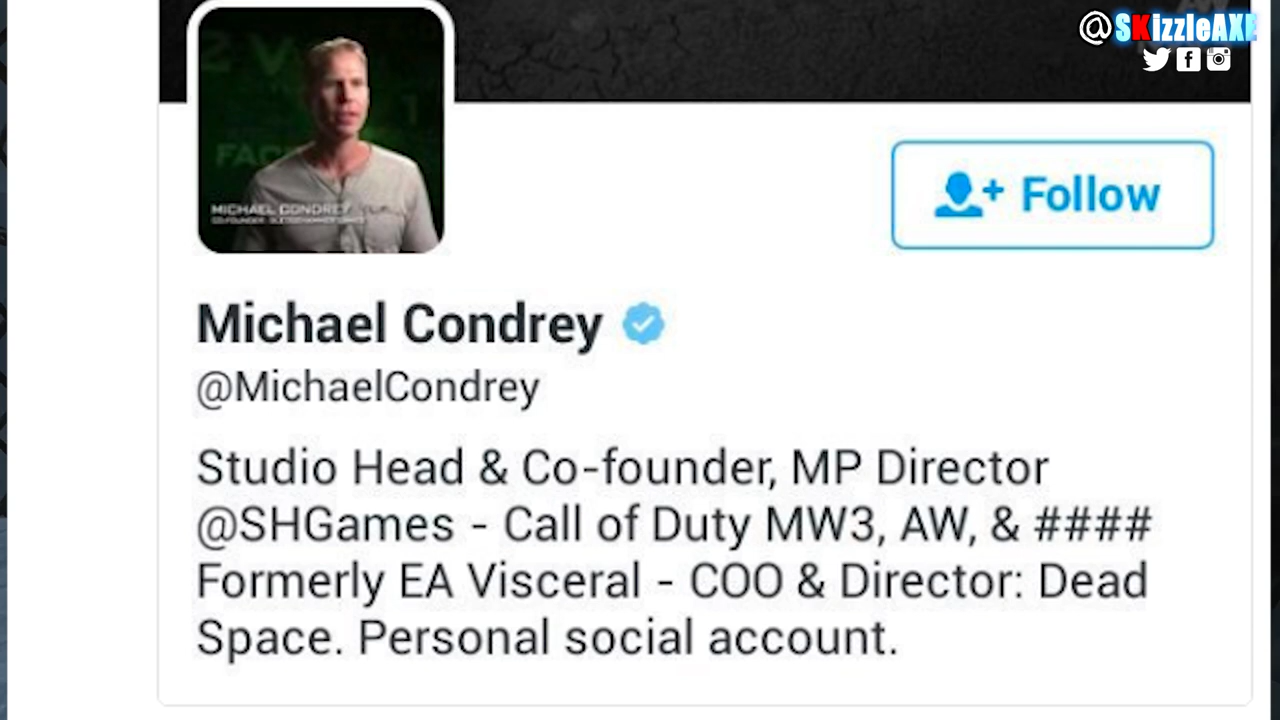 @SKizzleAXE
Follow
MICHAEL CONDREY
Michael Condrey
@MichaelCondrey
Studio Head & Co-founder, MP Director
@SHGames - Call of Duty MW3, AW, & ####
Formerly EA Visceral - COO & Director: Dead
Space. Personal social account.